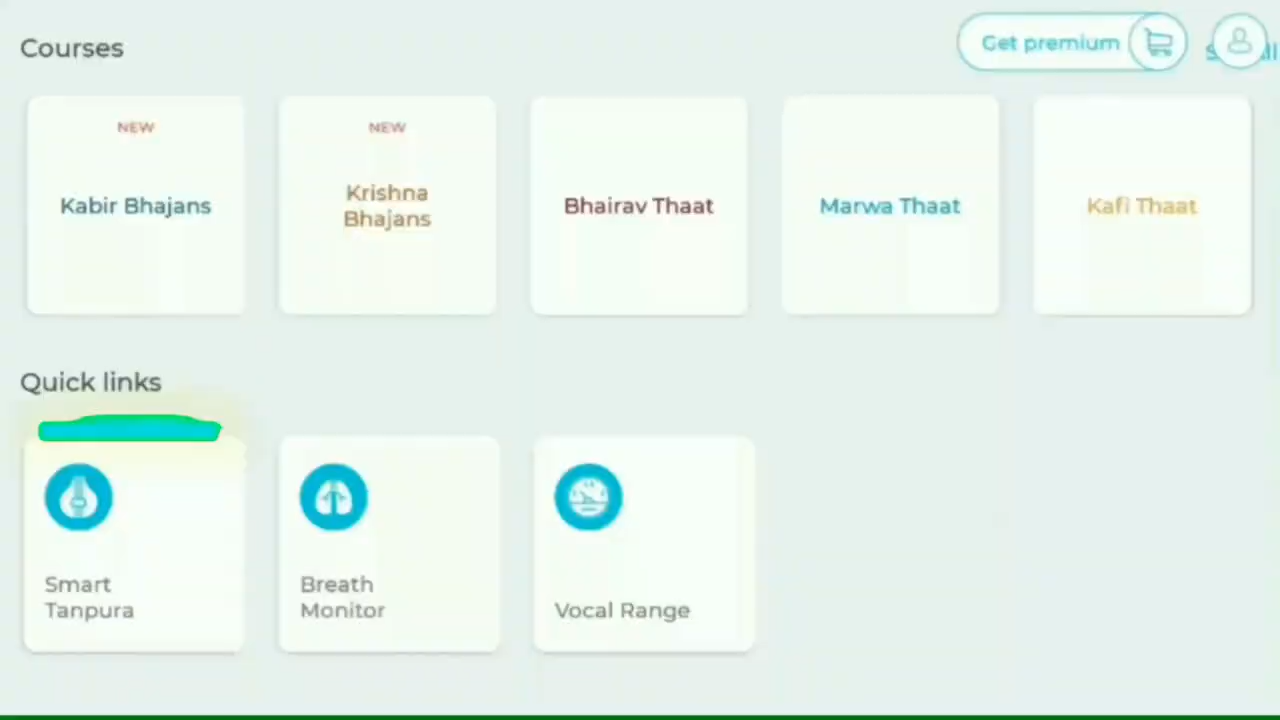 Courses
Get premium
NEW
Kabir Bhajans
NEW
Krishna
Bhajans
Bhairav Thaat
Marwa Thaat
Kafi Thaat
Quick links
Smart
Tanpura
Breath
Monitor
Vocal Range